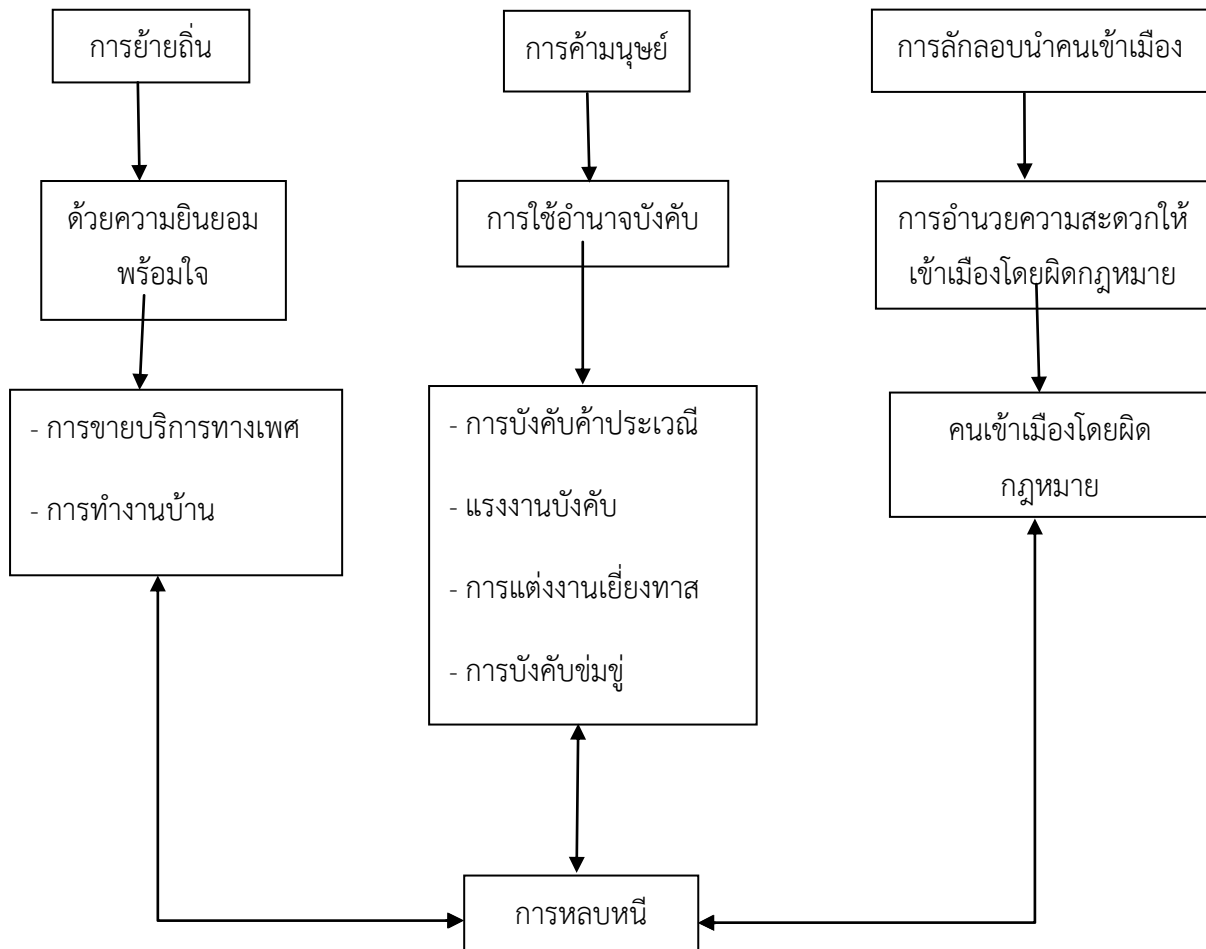 การย้ายถิ่น
การค้ามนุษย์
การลักลอบนำคนเข้าเมือง
ด้วยความยินยอม
พร้อมใจ
การใช้อำนาจบังคับ
การอำนวยความสะดวกให้
เข้าเมืองโดยผิดกฎหมาย
- การขายบริการทางเพศ
- การทำงานบ้าน
- การบังคับค้าประเวณี
- แรงงานบังคับ
- การแต่งงานเยี่ยงทาส
- การบังคับข่มขู่
คนเข้าเมืองโดยผิด
กฎหมาย
การหลบหนี